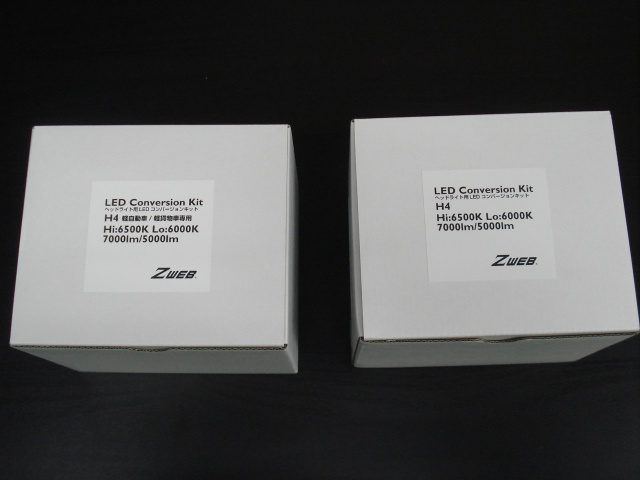 LED Conversion Kit
ヘッドライト用LEDコンバージョンキット
H4 軽自動車/軽貨物車専用
Hi:6500K Lo:6000K
7000lm/5000lm
ZWEB
LED Conversion Kit
ヘッドライト用LEDコンバージョンキット
H4
Hi:6500K Lo:6000K
7000lm/5000lm
ZWEB